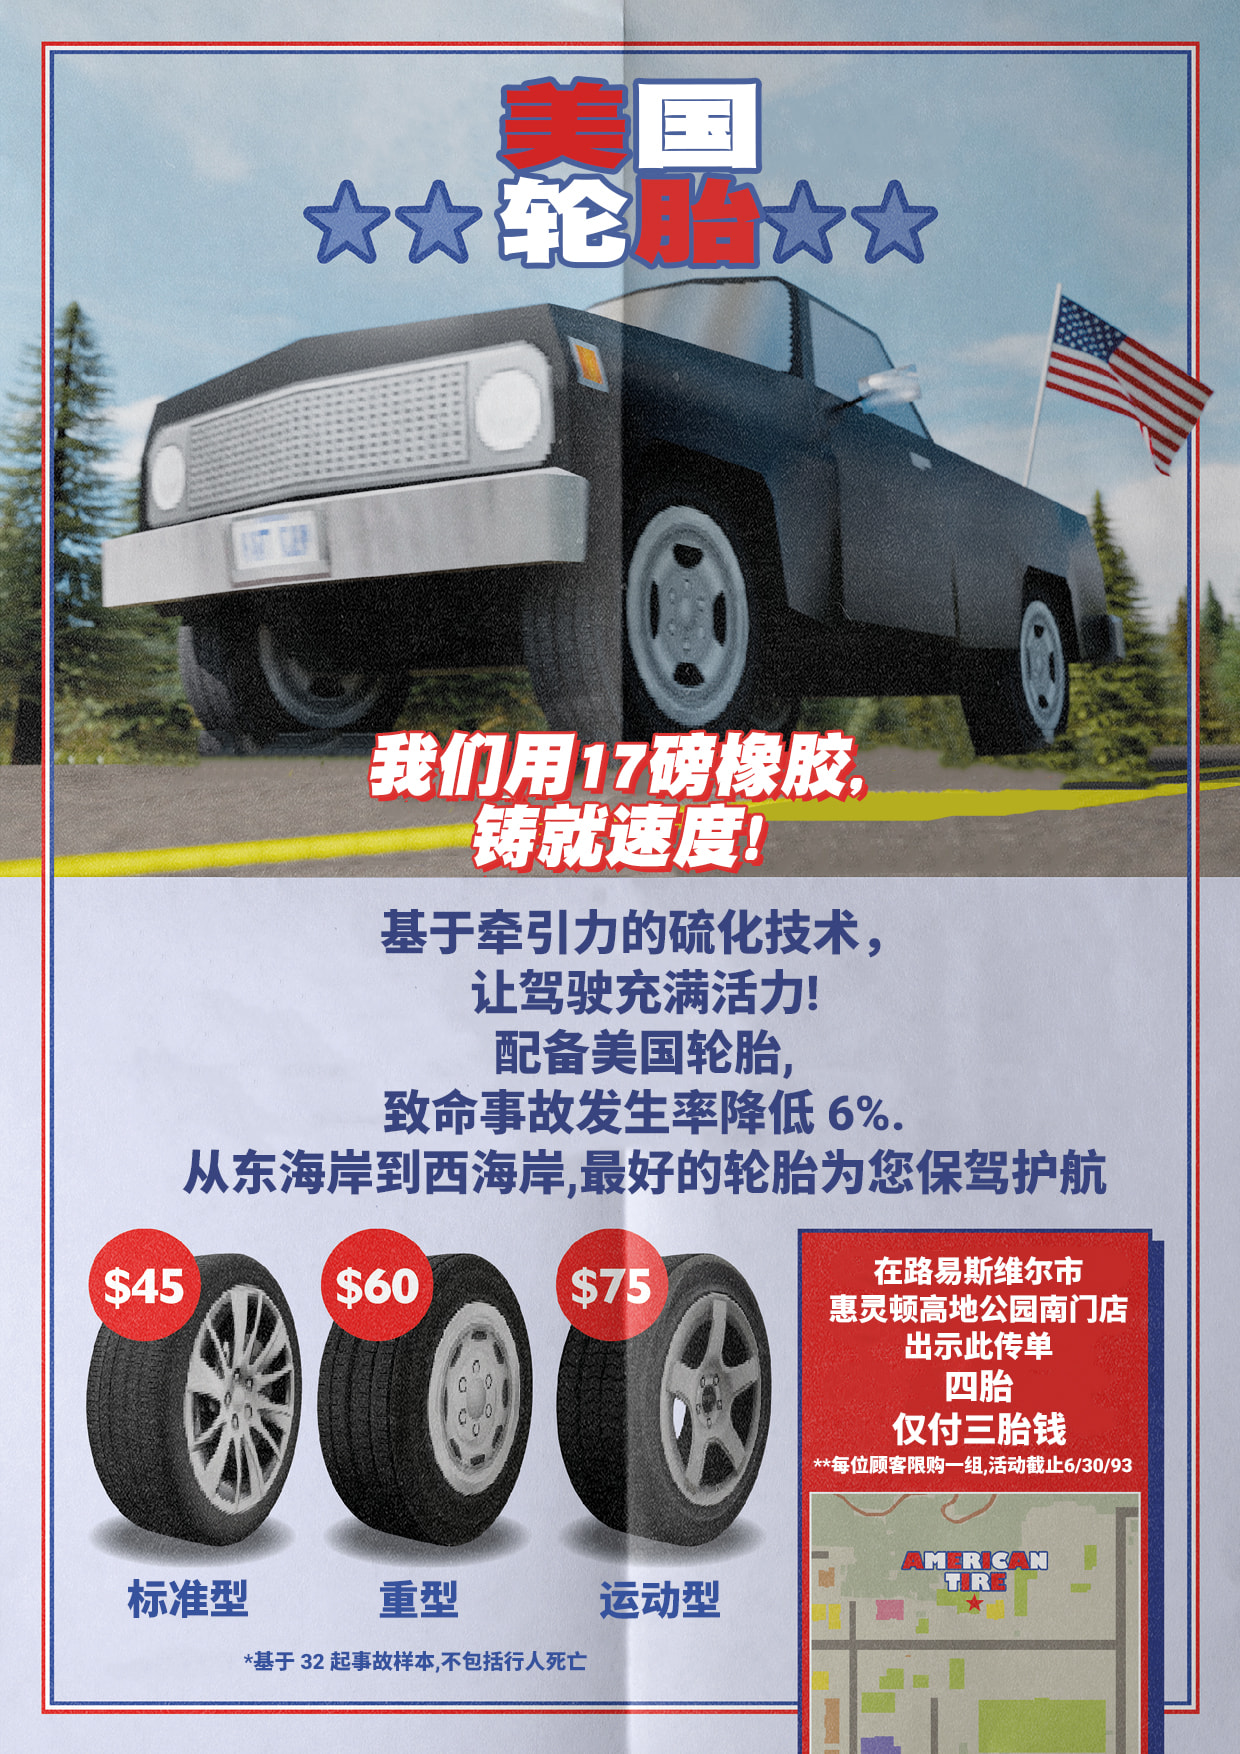 美国
轮胎
我们用17磅橡胶,
铸就速度!
基于牵引力的硫化技术，
让驾驶充满活力!
配备美国轮胎,
致命事故发生率降低 6%.
从东海岸到西海岸,最好的轮胎为您保驾护航
$45
$60
$75
标准型
重型
运动型
*基于 32 起事故样本,不包括行人死亡
在路易斯维尔市
惠灵顿高地公园南门店
出示此传单
四胎
仅付三胎钱
**每位顾客限购一组,活动截止6/30/93
AMERICAN
TIRE